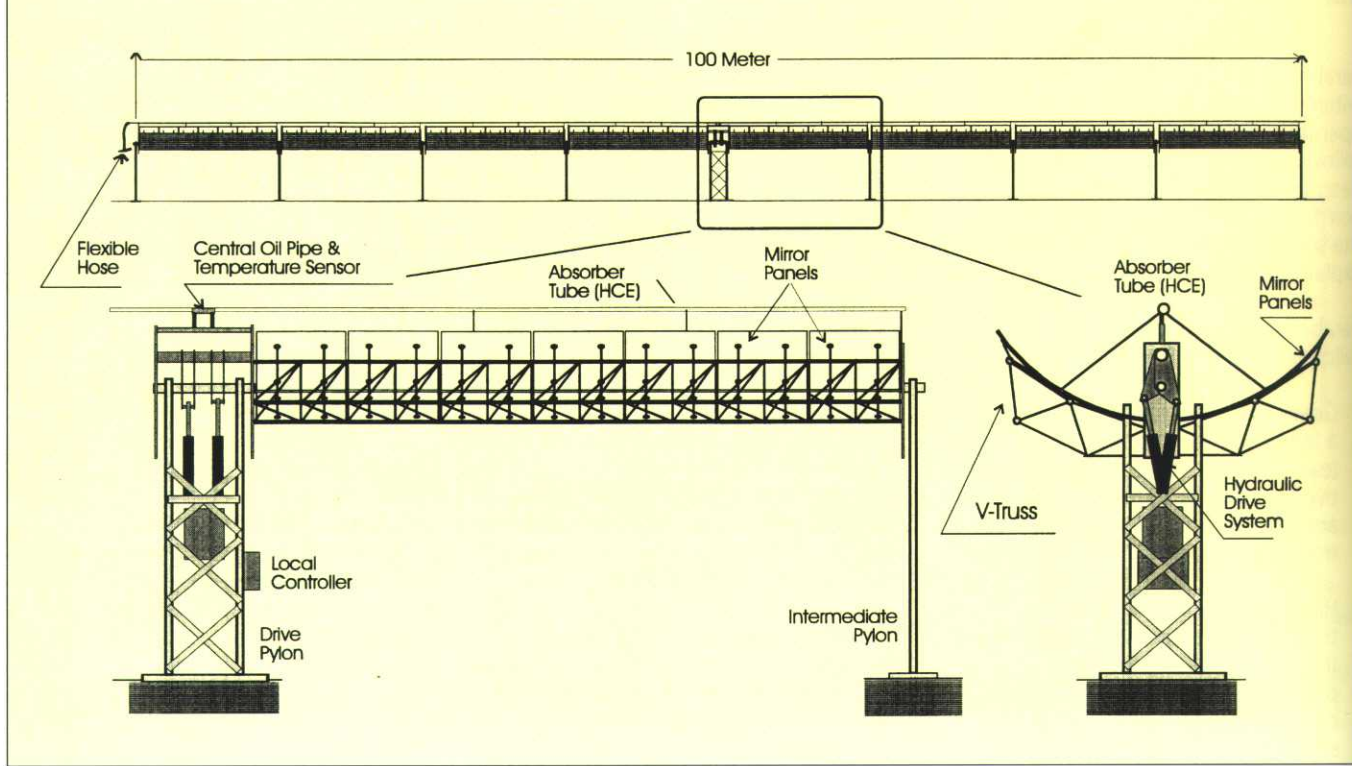 100 Meter
Flexible
Hose
Central Oil Pipe &
Temperature Sensor
Absorber
Tube (HCE)
Mirror
Panels
Absorber
Tube (HCE)
Mirror
Panels
V-Truss
Hydraulic
Drive
System
Local
Controller
Drive
Pylon
Intermediate
Pylon